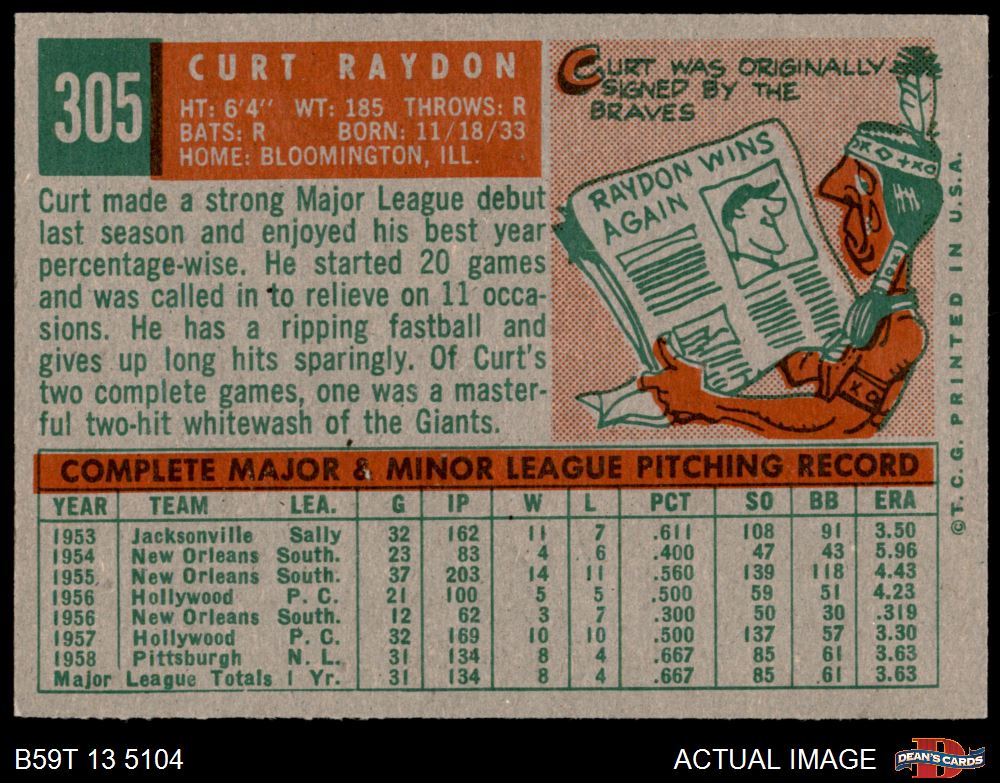 305
CURT RAYDON
HT: 6'4" WT: 185 THROWS: R
BATS: R BORN: 11/18/33
HOME: BLOOMINGTON, ILL.
CURT WAS ORIGINALLY
SIGNED BY THE
BRAVES
RAYDON WINS
AGAIN
Curt made a strong Major League debut
last season and enjoyed his best year
percentage-wise. He started 20 games
and was called in to relieve on 11 occa-
sions. He has a ripping fastball and
gives up long hits sparingly. Of Curt's
two complete games, one was a master-
ful two-hit whitewash of the Giants.
COMPLETE MAJOR & MINOR LEAGUE PITCHING RECORD
YEAR TEAM LEA. G IP W L PCT SO BB ERA
1953 Jacksonville Sally 32 162 11 7 .611 108 91 3.50
1954 New Orleans South. 23 83 4 6 .400 47 43 5.96
1955 New Orleans South. 37 203 14 11 .560 139 118 4.43
1956 Hollywood P. C. 21 100 5 5 .500 59 51 4.23
1956 New Orleans South. 12 62 3 7 .300 50 30 .319
1957 Hollywood P. C. 32 169 10 10 .500 137 57 3.30
1958 Pittsburgh N. L. 31 134 8 4 .667 85 61 3.63
Major League Totals 1 Yr. 31 134 8 4 .667 85 61 3.63
© T. C. G. PRINTED IN U.S.A.
B59T 13 5104
ACTUAL IMAGE
D
DEAN'S CARDS